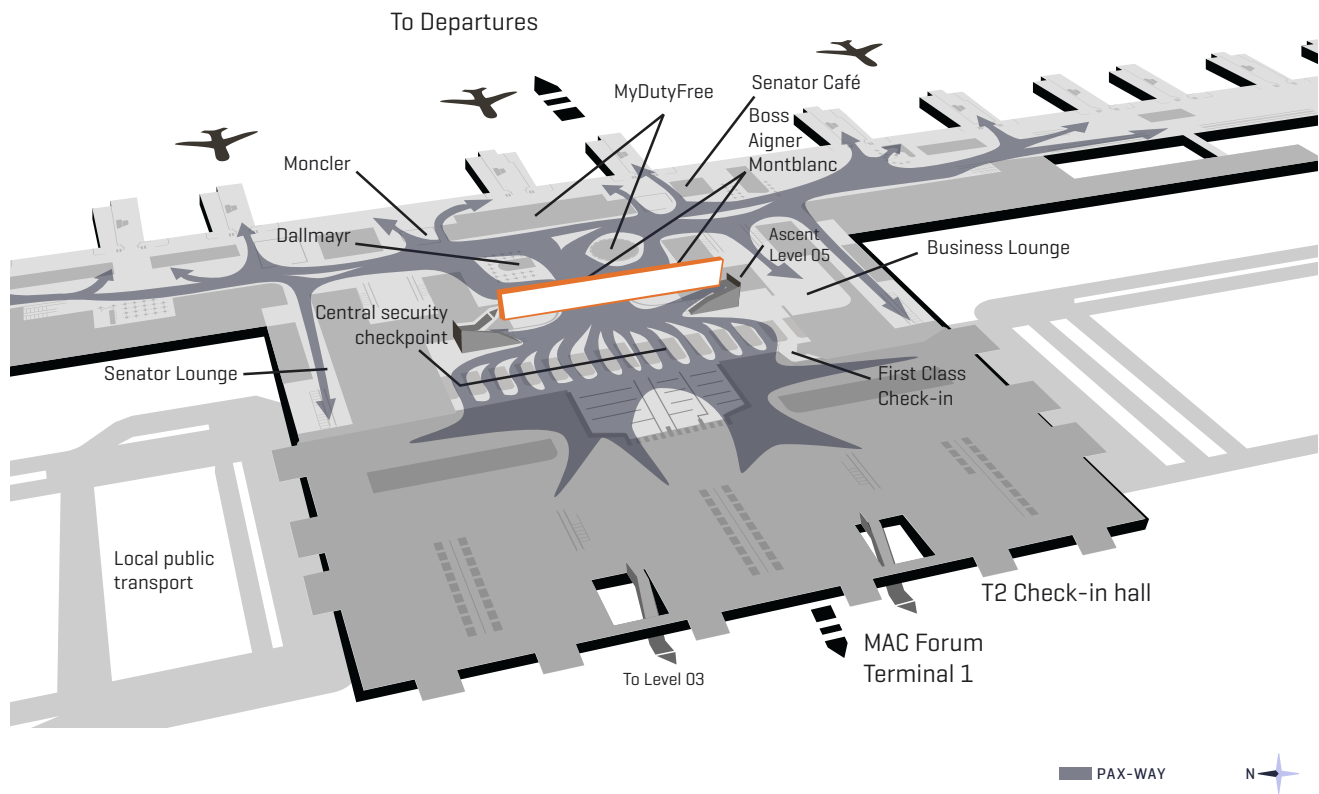 To Departures
MyDutyFree
Senator Café
Boss
Aigner
Montblanc
Moncler
Dallmayr
Ascent
Level 05
Business Lounge
Central security
checkpoint
Senator Lounge
First Class
Check-in
Local public
transport
T2 Check-in hall
MAC Forum
Terminal 1
To Level 03
PAX-WAY
N